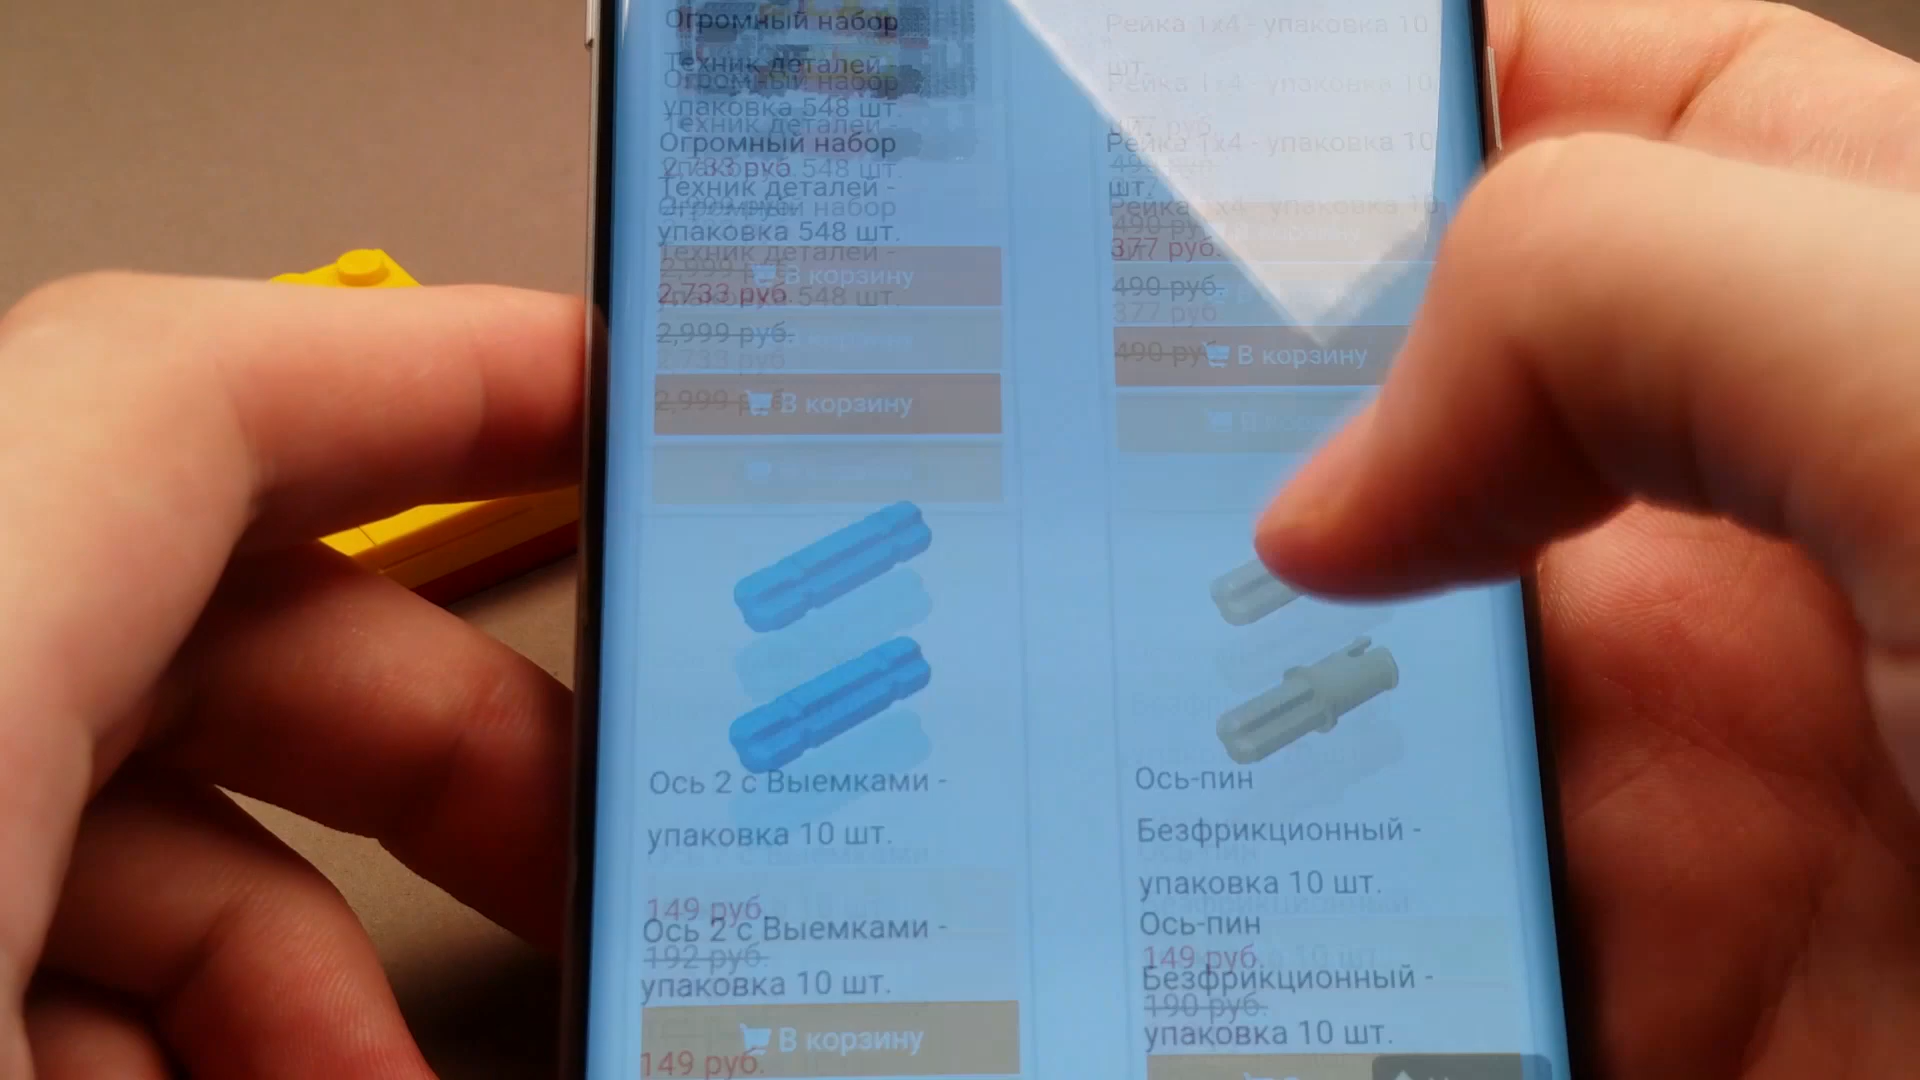 Огромный набор
Техник деталей -
упаковка 548 шт.
2,733 руб.
2,999 руб.
В корзину
Рейка 1x4 - упаковка 10
шт.
377 руб.
490 руб.
В корзину
Ось 2 с Выемками -
упаковка 10 шт.
149 руб.
192 руб.
В корзину
Ось-пин
Безфрикционный -
упаковка 10 шт.
149 руб.
190 руб.